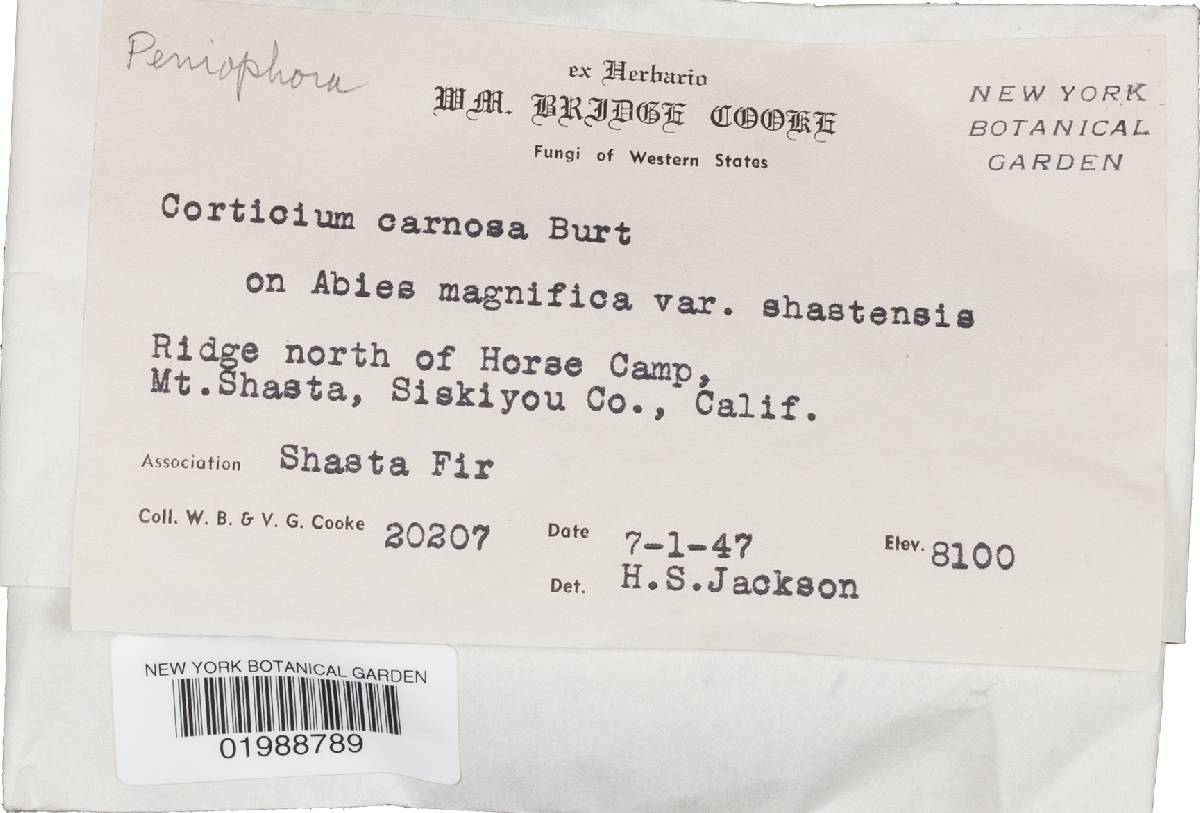 Peniophora
ex Herbario
WM. BRIDGE COOKE
Fungi of Western States
NEW YORK
BOTANICAL
GARDEN
Corticium carnosa Burt
on Abies magnifica var. shastensis
Ridge north of Horse Camp,
Mt.Shasta, Siskiyou Co., Calif.
Association Shasta Fir
Coll. W. B. & V. G. Cooke 20207 Date 7-1-47 Elev. 8100
Det. H.S.Jackson
NEW YORK BOTANICAL GARDEN
01988789